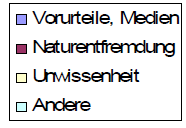 Vorurteile, Medien
Naturentfremdung
Unwissenheit
Andere